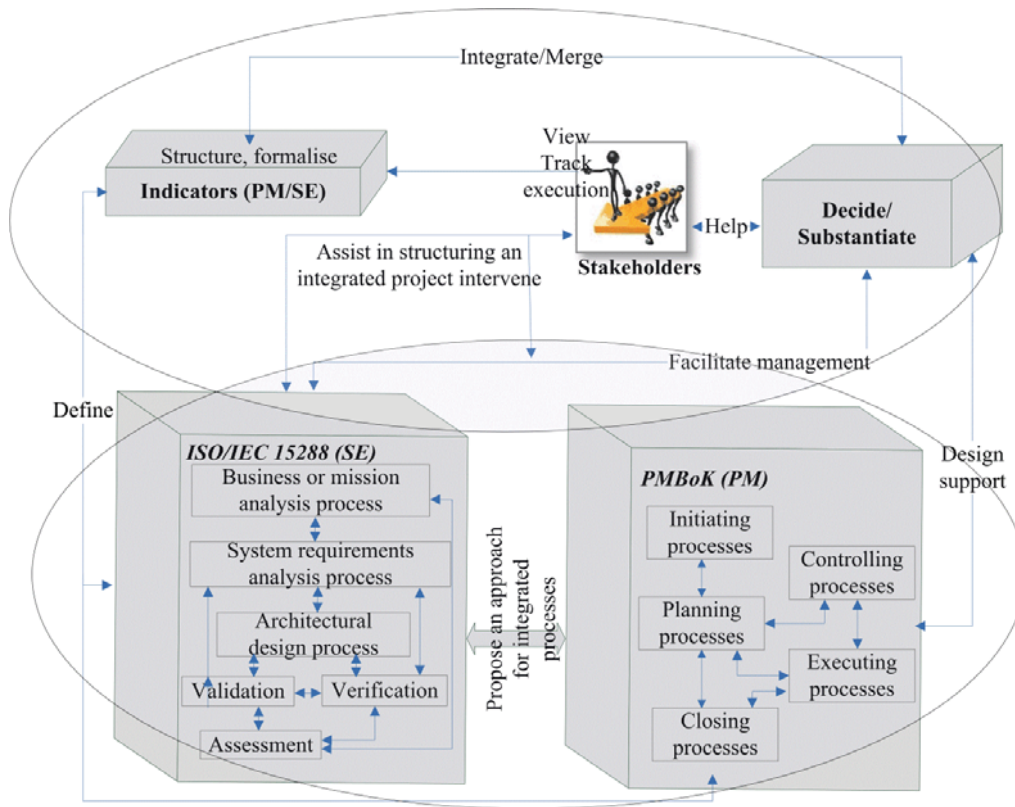 Integrate/Merge
Structure, formalise
Indicators (PM/SE)
View
Track
execution
Stakeholders
Help
Decide/
Substantiate
Assist in structuring an
integrated project intervene
Facilitate management
Define
Design
support
ISO/IEC 15288 (SE)
Business or mission
analysis process
System requirements
analysis process
Architectural
design process
Validation
Verification
Assessment
Propose an approach
for integrated
processes
PMBoK (PM)
Initiating
processes
Controlling
processes
Planning
processes
Executing
processes
Closing
processes